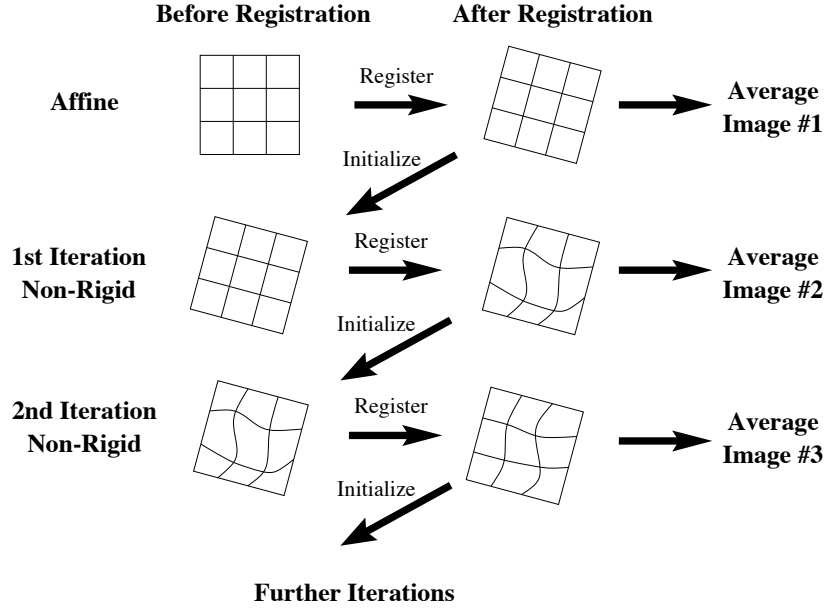 Before Registration
After Registration
Affine
Register
Average
Image #1
Initialize
1st Iteration
Non-Rigid
Register
Average
Image #2
Initialize
2nd Iteration
Non-Rigid
Register
Average
Image #3
Initialize
Further Iterations